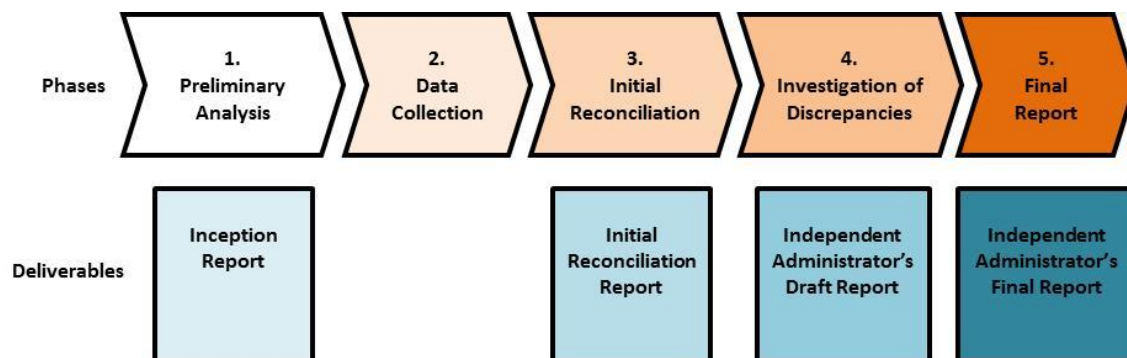 Phases
1.
Preliminary
Analysis
2.
Data
Collection
3.
Initial
Reconciliation
4.
Investigation of
Discrepancies
5.
Final
Report
Deliverables
Inception
Report
Initial
Reconciliation
Report
Independent
Administrator's
Draft Report
Independent
Administrator's
Final Report